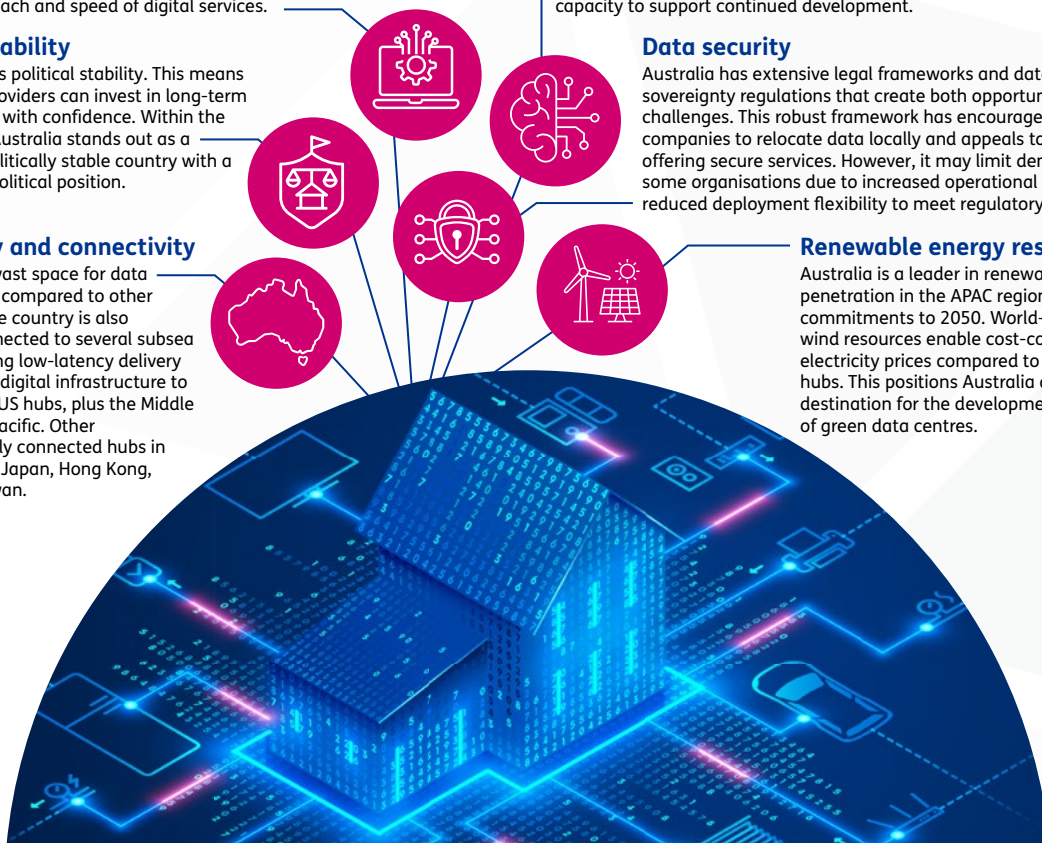 ach and speed of digital services.
capacity to support continued development.
ability
s political stability. This means
oviders can invest in long-term
with confidence. Within the
ustralia stands out as a
litically stable country with a
olitical position.
Data security
Australia has extensive legal frameworks and dat
sovereignty regulations that create both opportun
challenges. This robust framework has encourage
companies to relocate data locally and appeals to
offering secure services. However, it may limit der
some organisations due to increased operational
reduced deployment flexibility to meet regulatory
y and connectivity
vast space for data
compared to other
e country is also
nected to several subsea
ng low-latency delivery
digital infrastructure to
US hubs, plus the Middle
acific. Other
ly connected hubs in
Japan, Hong Kong,
wan.
Renewable energy res
Australia is a leader in renewa
penetration in the APAC region
commitments to 2050. World-
wind resources enable cost-co
electricity prices compared to
hubs. This positions Australia
destination for the developme
of green data centres.